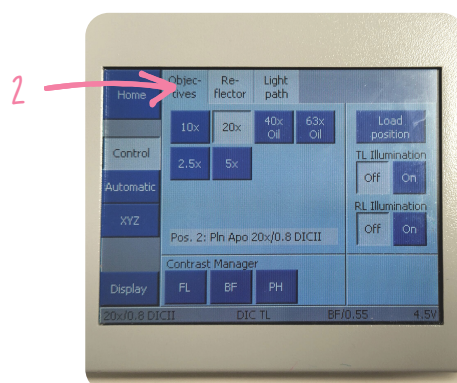 2
Objec-
tives
Re-
flector
Light
path
Home
10x
20x
40x
Oil
63x
Oil
Load
position
Control
2.5x
5x
TL Illumination
Off
On
Automatic
RL Illumination
XYZ
Off
On
Pos. 2: Pln Apo 20x/0.8 DICII
Contrast Manager
Display
FL
BF
PH
20x/0.8 DICII
DIC TL
BF/0.55
4.5V